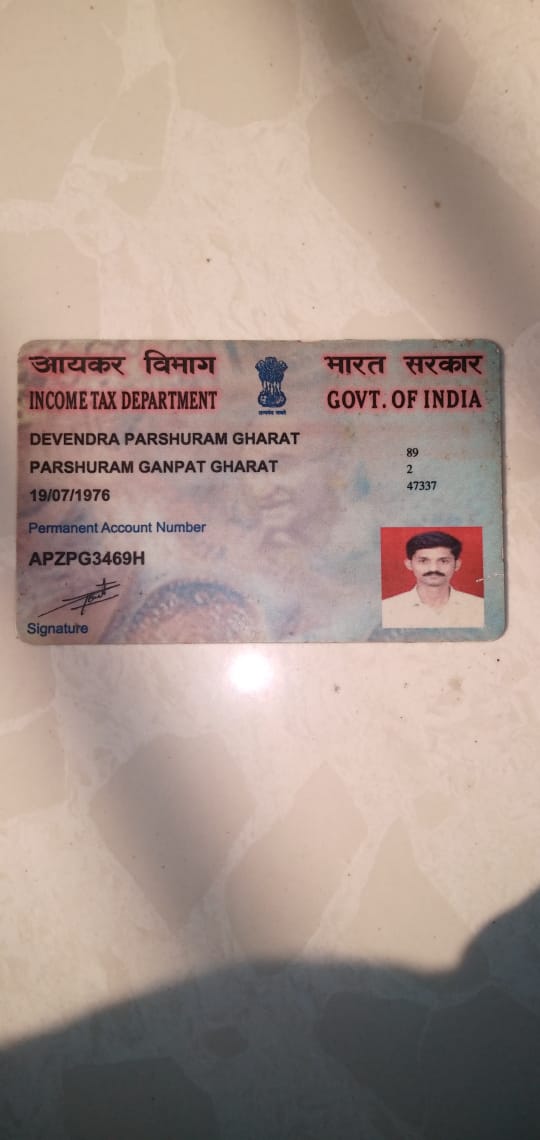 आयकर विभाग
INCOME TAX DEPARTMENT
भारत सरकार
GOVT. OF INDIA
DEVENDRA PARSHURAM GHARAT
PARSHURAM GANPAT GHARAT
19/07/1976
89
2
47337
Permanent Account Number
APZPG3469H
Signature